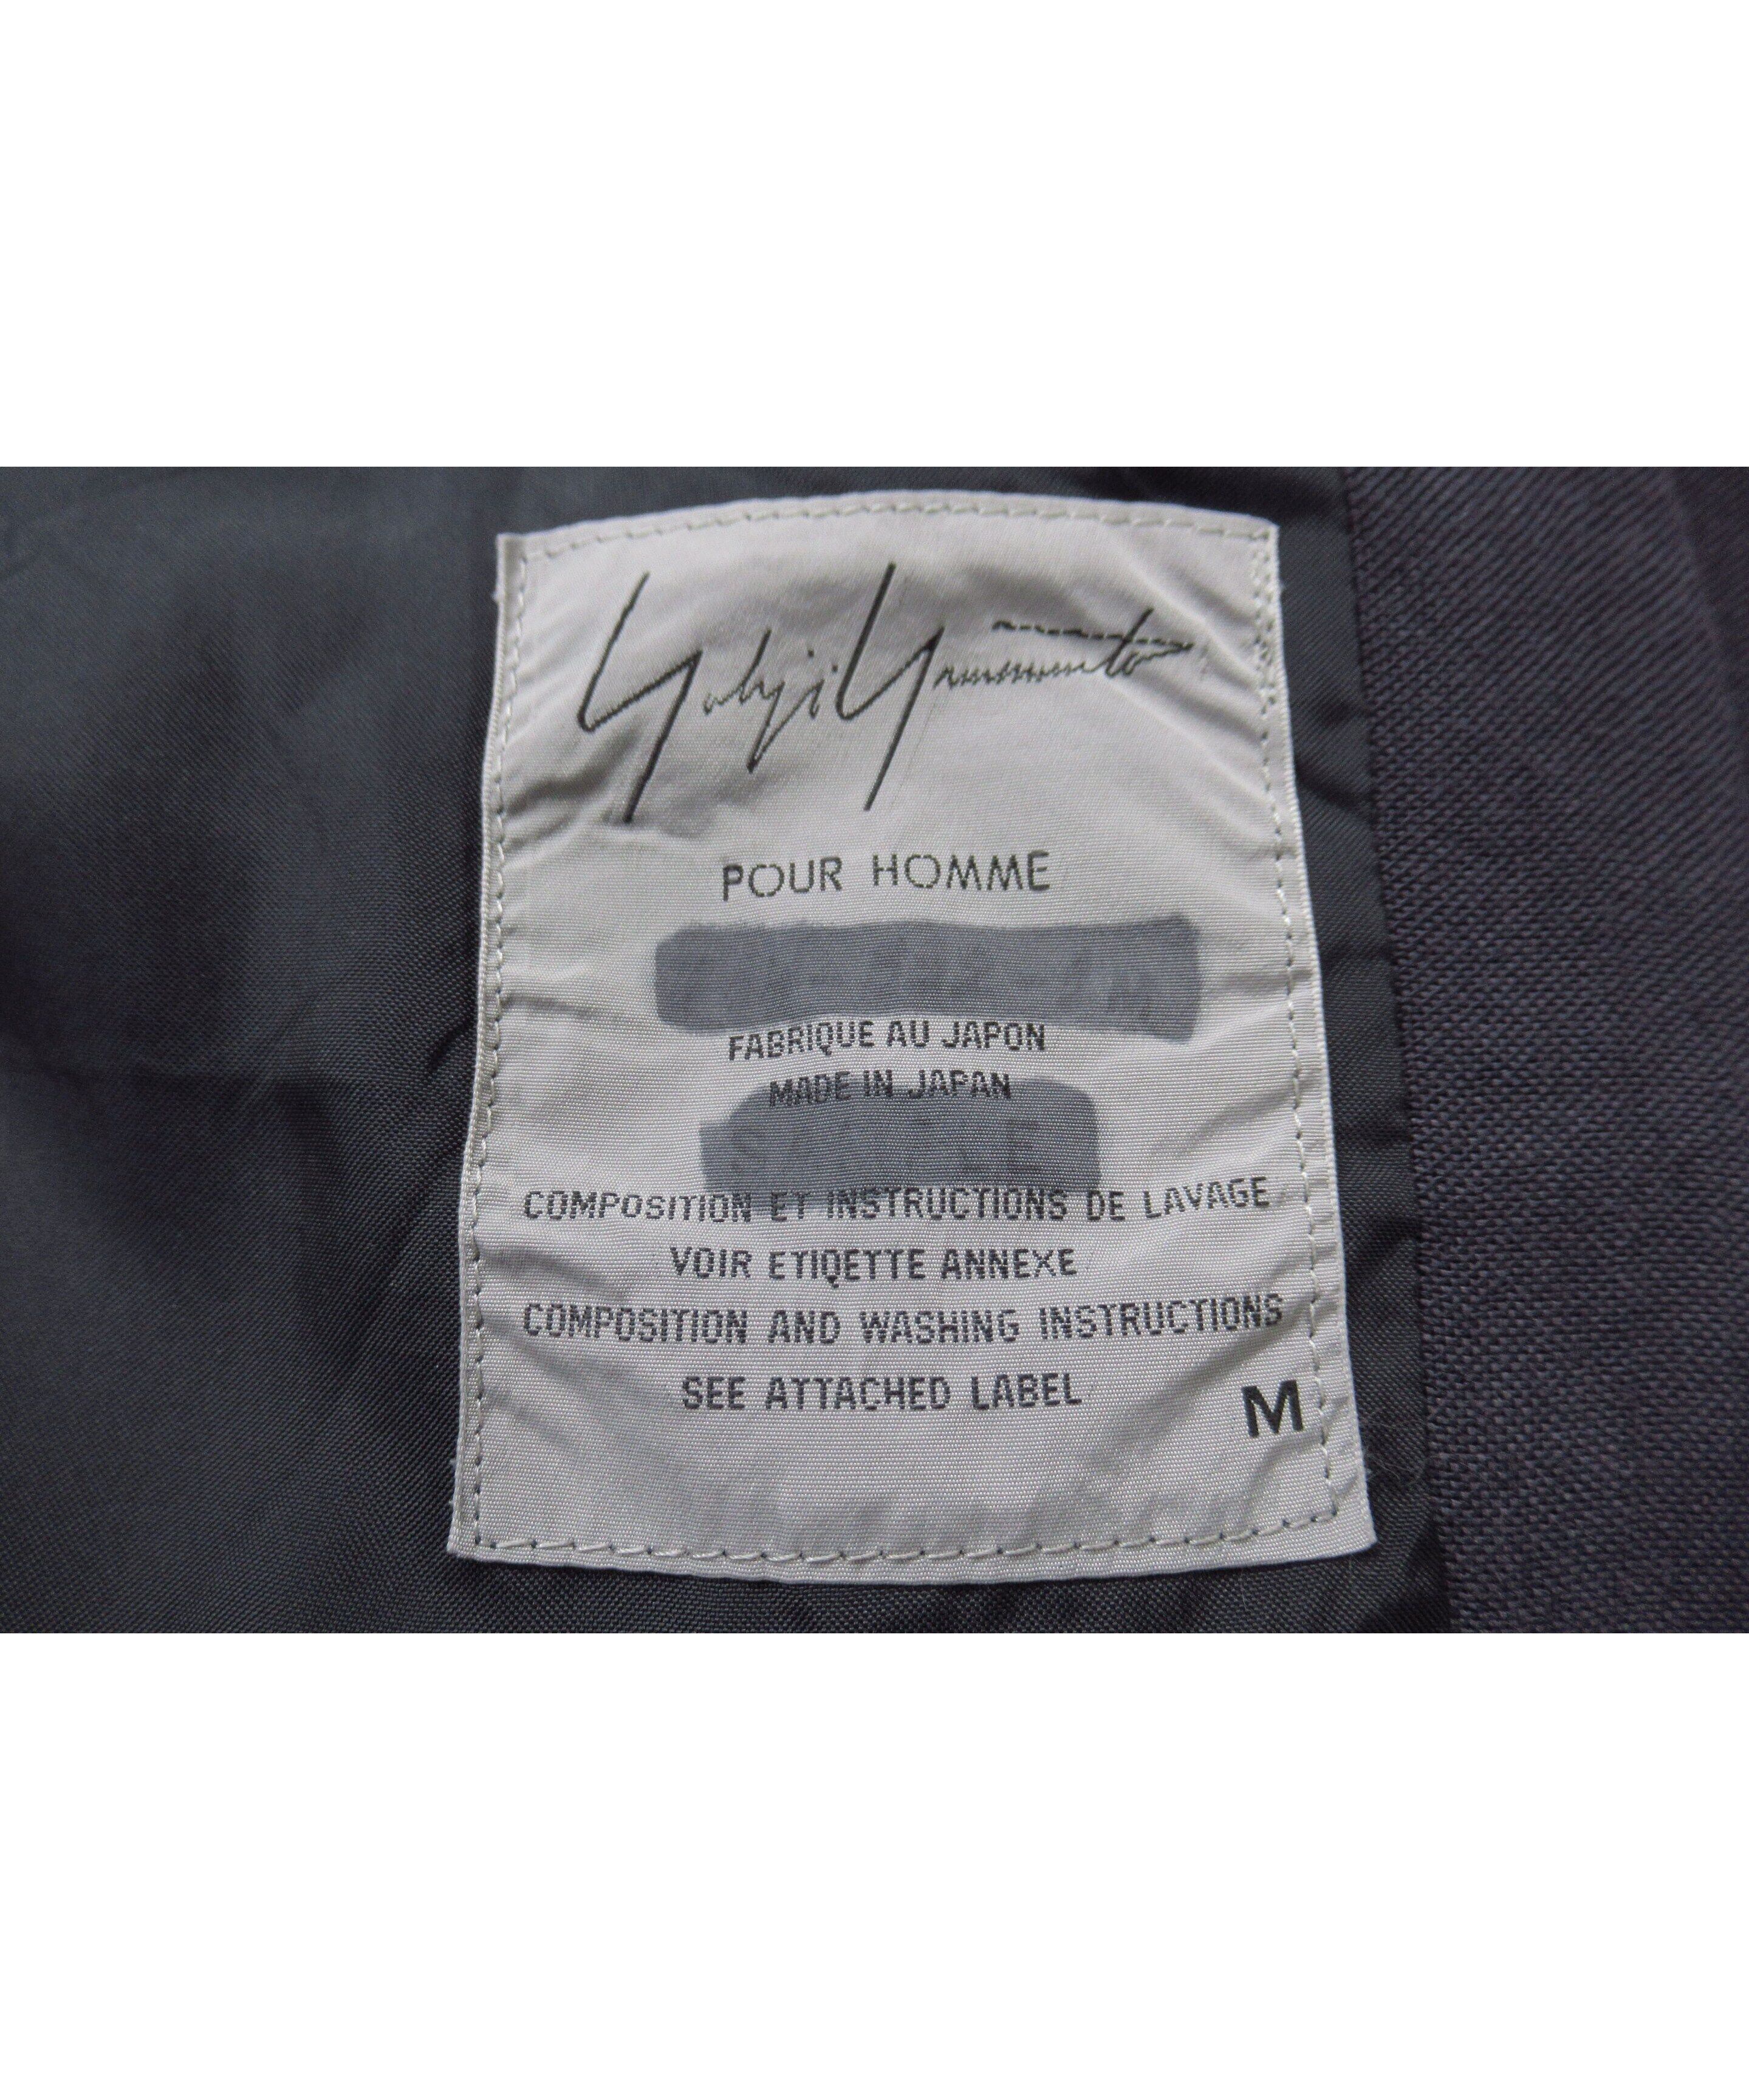 Yohji Yamamoto
POUR HOMME
FABRIQUE AU JAPON
MADE IN JAPAN
SAMPLE
COMPOSITION ET INSTRUCTIONS DE LAVAGE
VOIR ETIQETTE ANNEXE
COMPOSITION AND WASHING INSTRUCTIONS
SEE ATTACHED LABEL
M